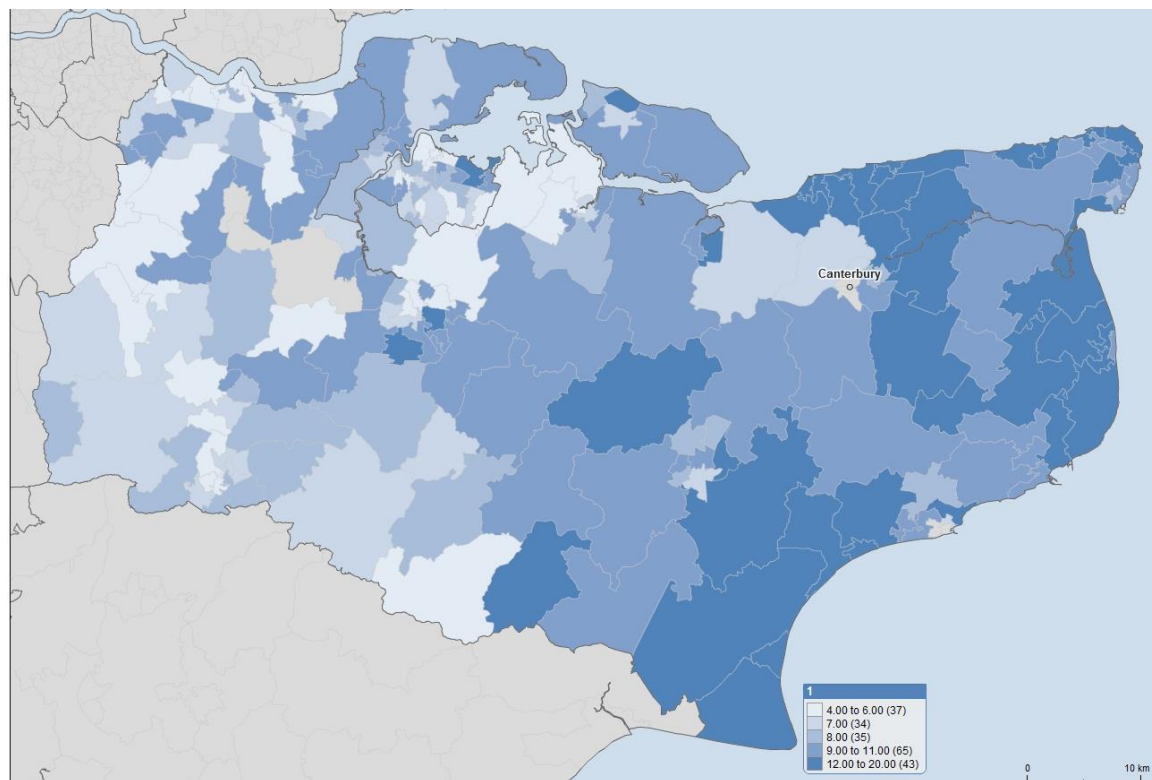 Canterbury
1
4.00 to 6.00 (37)
7.00 (34)
8.00 (35)
9.00 to 11.00 (65)
12.00 to 20.00 (43)
0 10 km